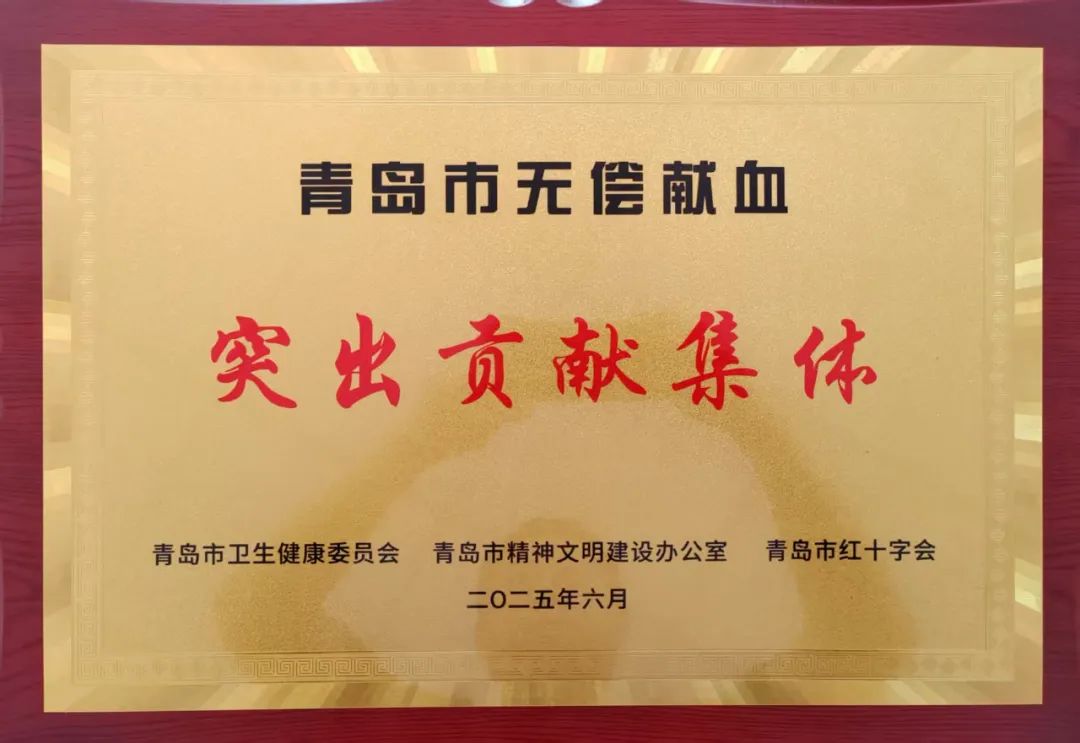 青岛市无偿献血
突出贡献集体
青岛市卫生健康委员会 青岛市精神文明建设办公室 青岛市红十字会
二〇二五年六月